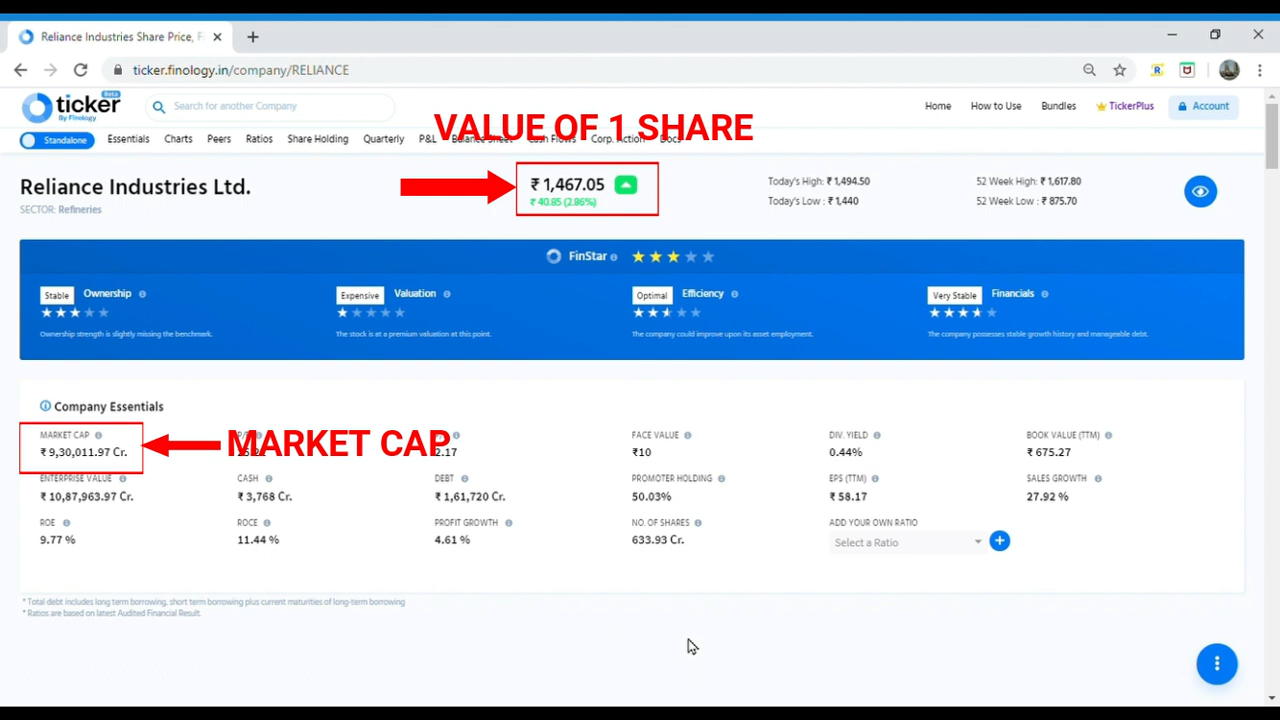 Reliance Industries Share Price, F
ticker.finology.in/company/RELIANCE
ticker Beta
By Finology
Search for another Company
Home How to Use Bundles TickerPlus Account
VALUE OF 1 SHARE
Standalone Essentials Charts Peers Ratios Share Holding Quarterly P&L Balance Sheet Cash Flows Corp. Action Docs
Reliance Industries Ltd.
SECTOR: Refineries
₹ 1,467.05
₹ 40.85 (2.86%)
Today's High: ₹ 1,494.50
Today's Low : ₹ 1,440
52 Week High: ₹ 1,617.80
52 Week Low : ₹ 875.70
FinStar
Stable Ownership
Ownership strength is slightly missing the benchmark.
Expensive Valuation
The stock is at a premium valuation at this point.
Optimal Efficiency
The company could improve upon its asset employment.
Very Stable Financials
The company possesses stable growth history and manageable debt.
Company Essentials
MARKET CAP
₹ 9,30,011.97 Cr.
MARKET CAP
2.17
FACE VALUE
₹10
DIV. YIELD
0.44%
BOOK VALUE (TTM)
₹ 675.27
ENTERPRISE VALUE
₹ 10,87,963.97 Cr.
CASH
₹ 3,768 Cr.
DEBT
₹ 1,61,720 Cr.
PROMOTER HOLDING
50.03%
EPS (TTM)
₹ 58.17
SALES GROWTH
27.92 %
ROE
9.77 %
ROCE
11.44 %
PROFIT GROWTH
4.61 %
NO. OF SHARES
633.93 Cr.
ADD YOUR OWN RATIO
Select a Ratio
* Total debt includes long term borrowing, short term borrowing plus current maturities of long-term borrowing
* Ratios are based on latest Audited Financial Result.